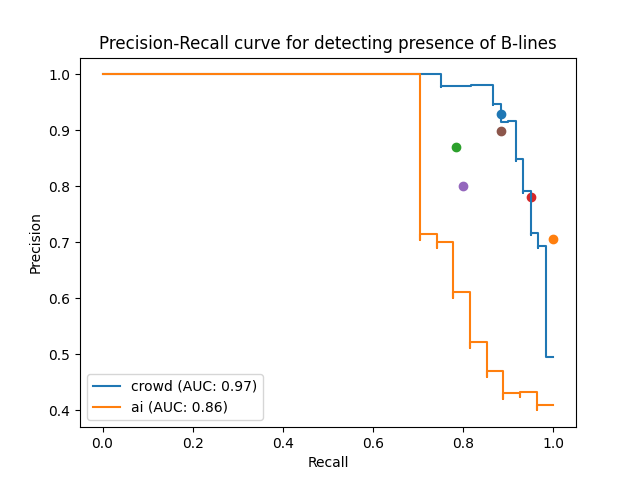 Precision-Recall curve for detecting presence of B-lines
1.0
0.9
0.8
0.7
0.6
0.5
0.4
Precision
crowd (AUC: 0.97)
ai (AUC: 0.86)
0.0 0.2 0.4 0.6 0.8 1.0
Recall